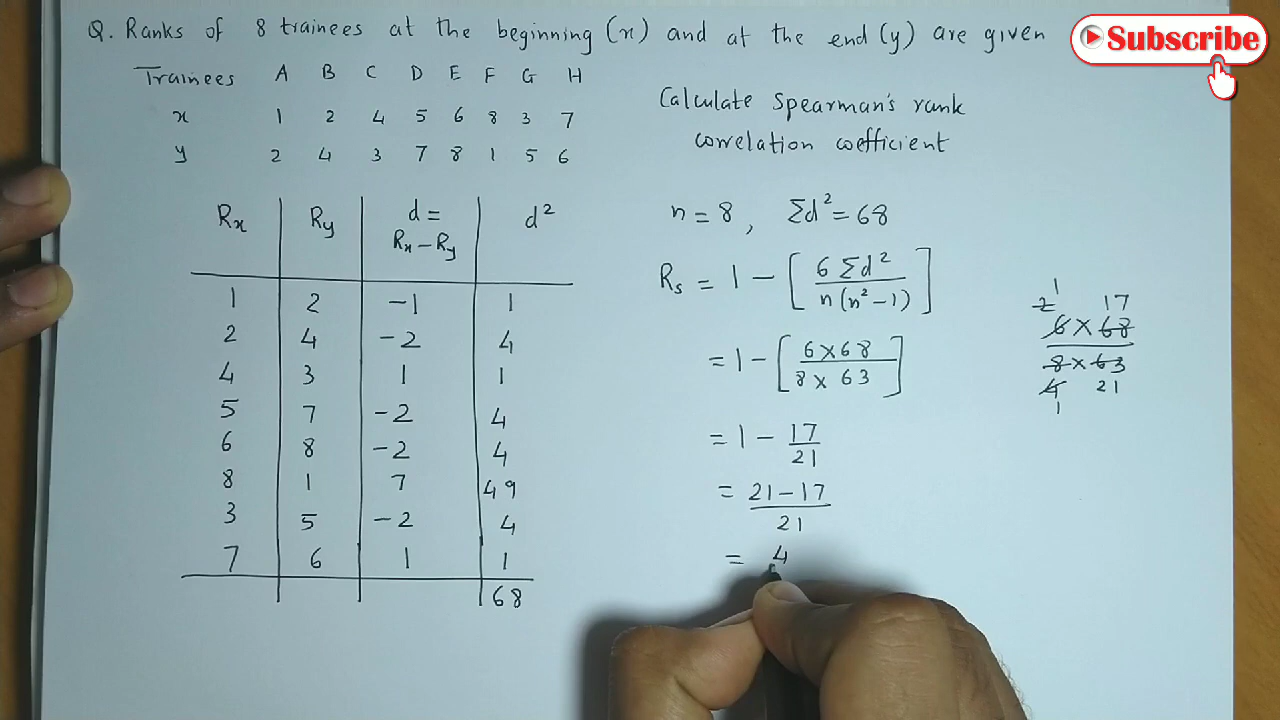 Q. Ranks of 8 trainees at the beginning (x) and at the end (y) are given
Subscribe
Trainees A B C D E F G H
x 1 2 4 5 6 8 3 7
y 2 4 3 7 8 1 5 6
Calculate Spearman's rank
correlation coefficient
Rx Ry d = Rx – Ry d²
1 2 –1 1
2 4 –2 4
4 3 1 1
5 7 –2 4
6 8 –2 4
8 1 7 49
3 5 –2 4
7 6 1 1
68
n = 8, Σd² = 68
Rs = 1 – [6 Σd² / n(n² – 1)]
= 1 – [6 × 68 / 8 × 63]
= 1 – 17/21
= 21 – 17 / 21
= 4
1
2 17
6 × 68
8 × 63
4 21
1